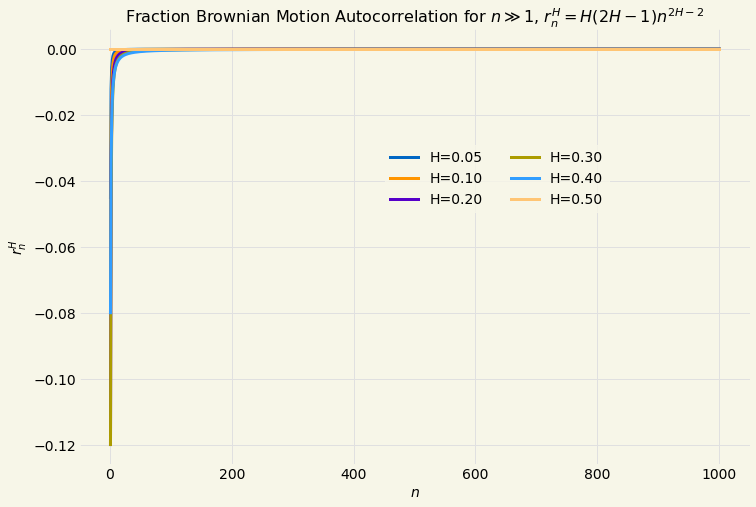 Fraction Brownian Motion Autocorrelation for $n \gg 1$, $r_n^H = H(2H-1)n^{2H-2}$
0.00
−0.02
−0.04
−0.06
−0.08
−0.10
−0.12
$r_n^H$
H=0.05
H=0.10
H=0.20
H=0.30
H=0.40
H=0.50
0 200 400 600 800 1000
$n$